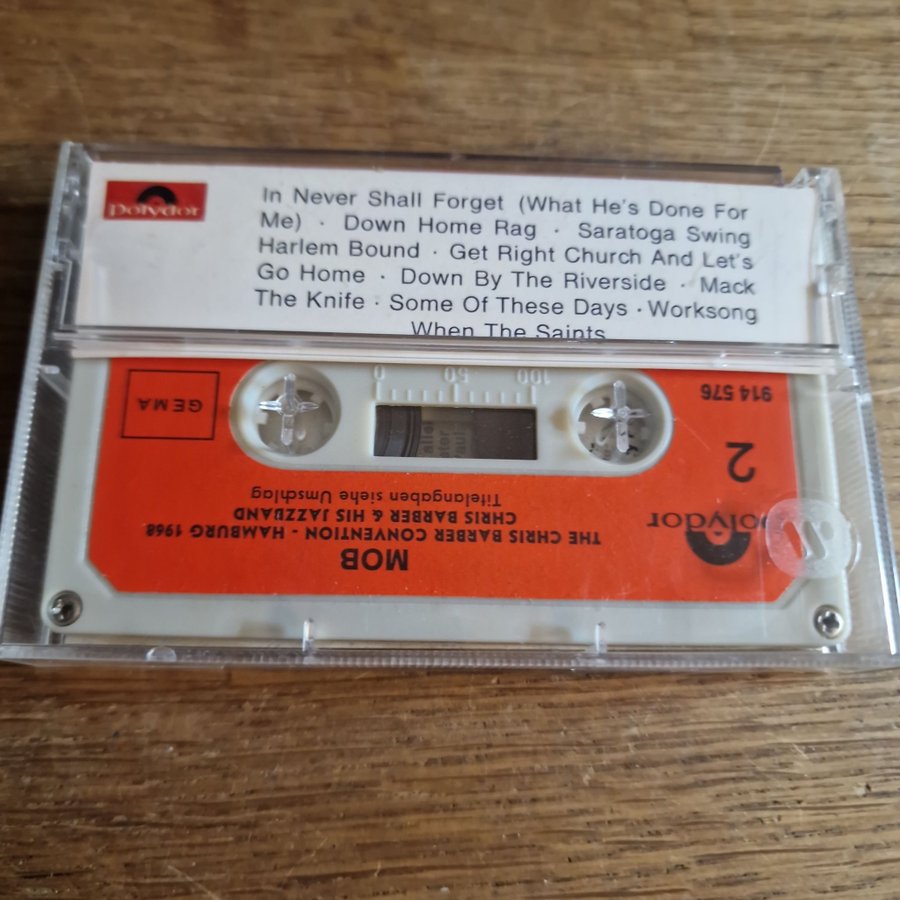 Polydor
In Never Shall Forget (What He's Done For
Me) · Down Home Rag · Saratoga Swing
Harlem Bound · Get Right Church And Let's
Go Home · Down By The Riverside · Mack
The Knife · Some Of These Days · Worksong
When The Saints
MOB
THE CHRIS BARBER CONVENTION - HAMBURG 1968
CHRIS BARBER & HIS JAZZBAND
Titelangaben siehe Umschlag
Polydor
2
914 576
GEMA
100 50 0